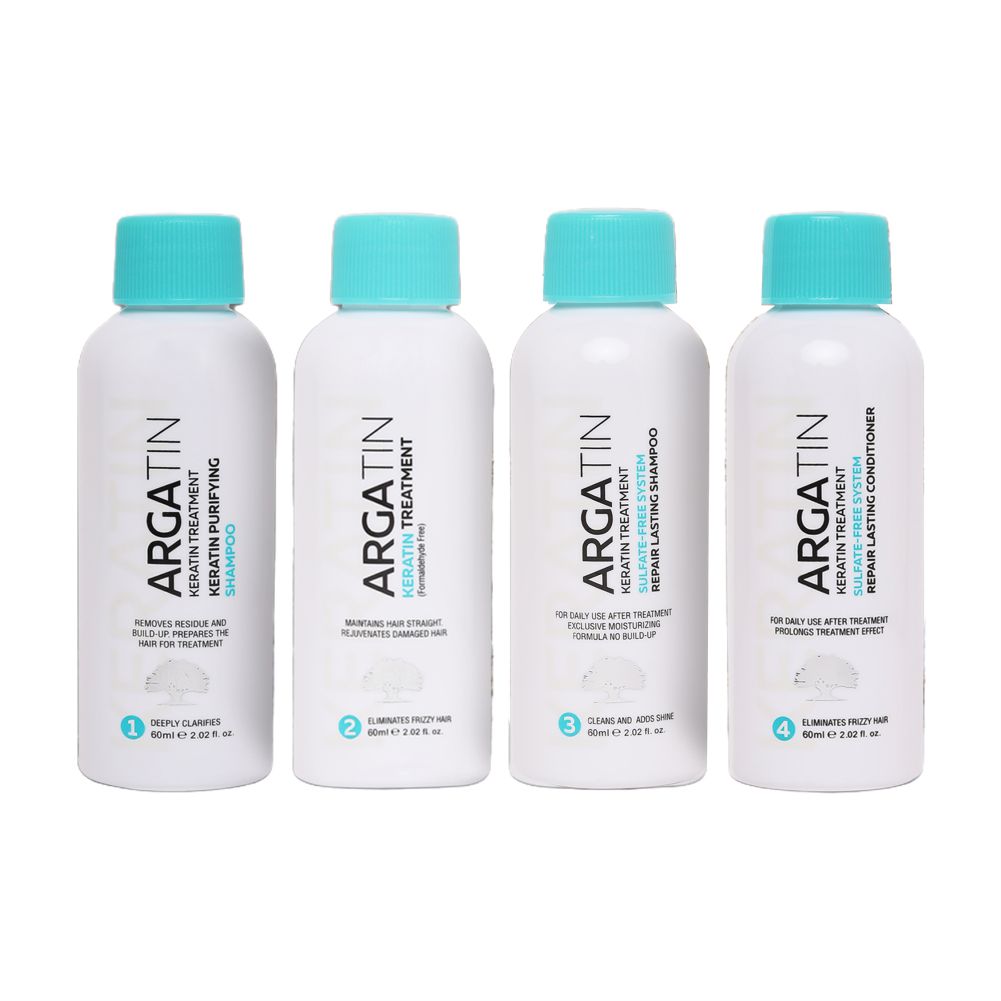 ARGATIN
KERATIN TREATMENT
KERATIN PURIFYING
SHAMPOO
REMOVES RESIDUE AND
BUILD-UP. PREPARES THE
HAIR FOR TREATMENT
1 DEEPLY CLARIFIES
60ml e 2.02 fl. oz.
ARGATIN
KERATIN TREATMENT
(Formaldehyde Free)
MAINTAINS HAIR STRAIGHT.
REJUVENATES DAMAGED HAIR
2 ELIMINATES FRIZZY HAIR
60ml e 2.02 fl. oz.
ARGATIN
KERATIN TREATMENT
SULFATE-FREE SYSTEM
REPAIR LASTING SHAMPOO
FOR DAILY USE AFTER TREATMENT
EXCLUSIVE MOISTURIZING
FORMULA NO BUILD-UP
3 CLEANS AND ADDS SHINE
60ml e 2.02 fl. oz.
ARGATIN
KERATIN TREATMENT
SULFATE-FREE SYSTEM
REPAIR LASTING CONDITIONER
FOR DAILY USE AFTER TREATMENT
PROLONGS TREATMENT EFFECT
4 ELIMINATES FRIZZY HAIR
60ml e 2.02 fl. oz.